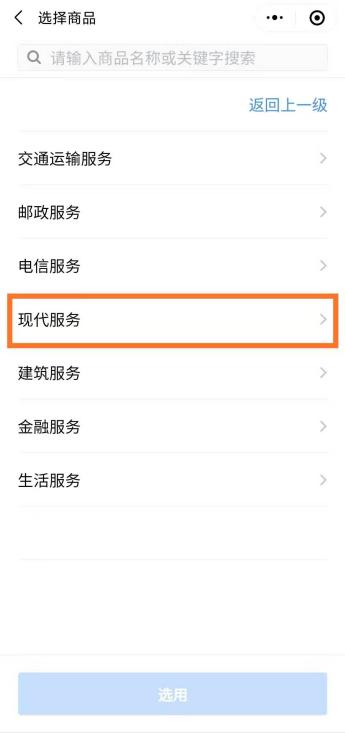 选择商品
请输入商品名称或关键字搜索
返回上一级
交通运输服务
邮政服务
电信服务
现代服务
建筑服务
金融服务
生活服务
选用